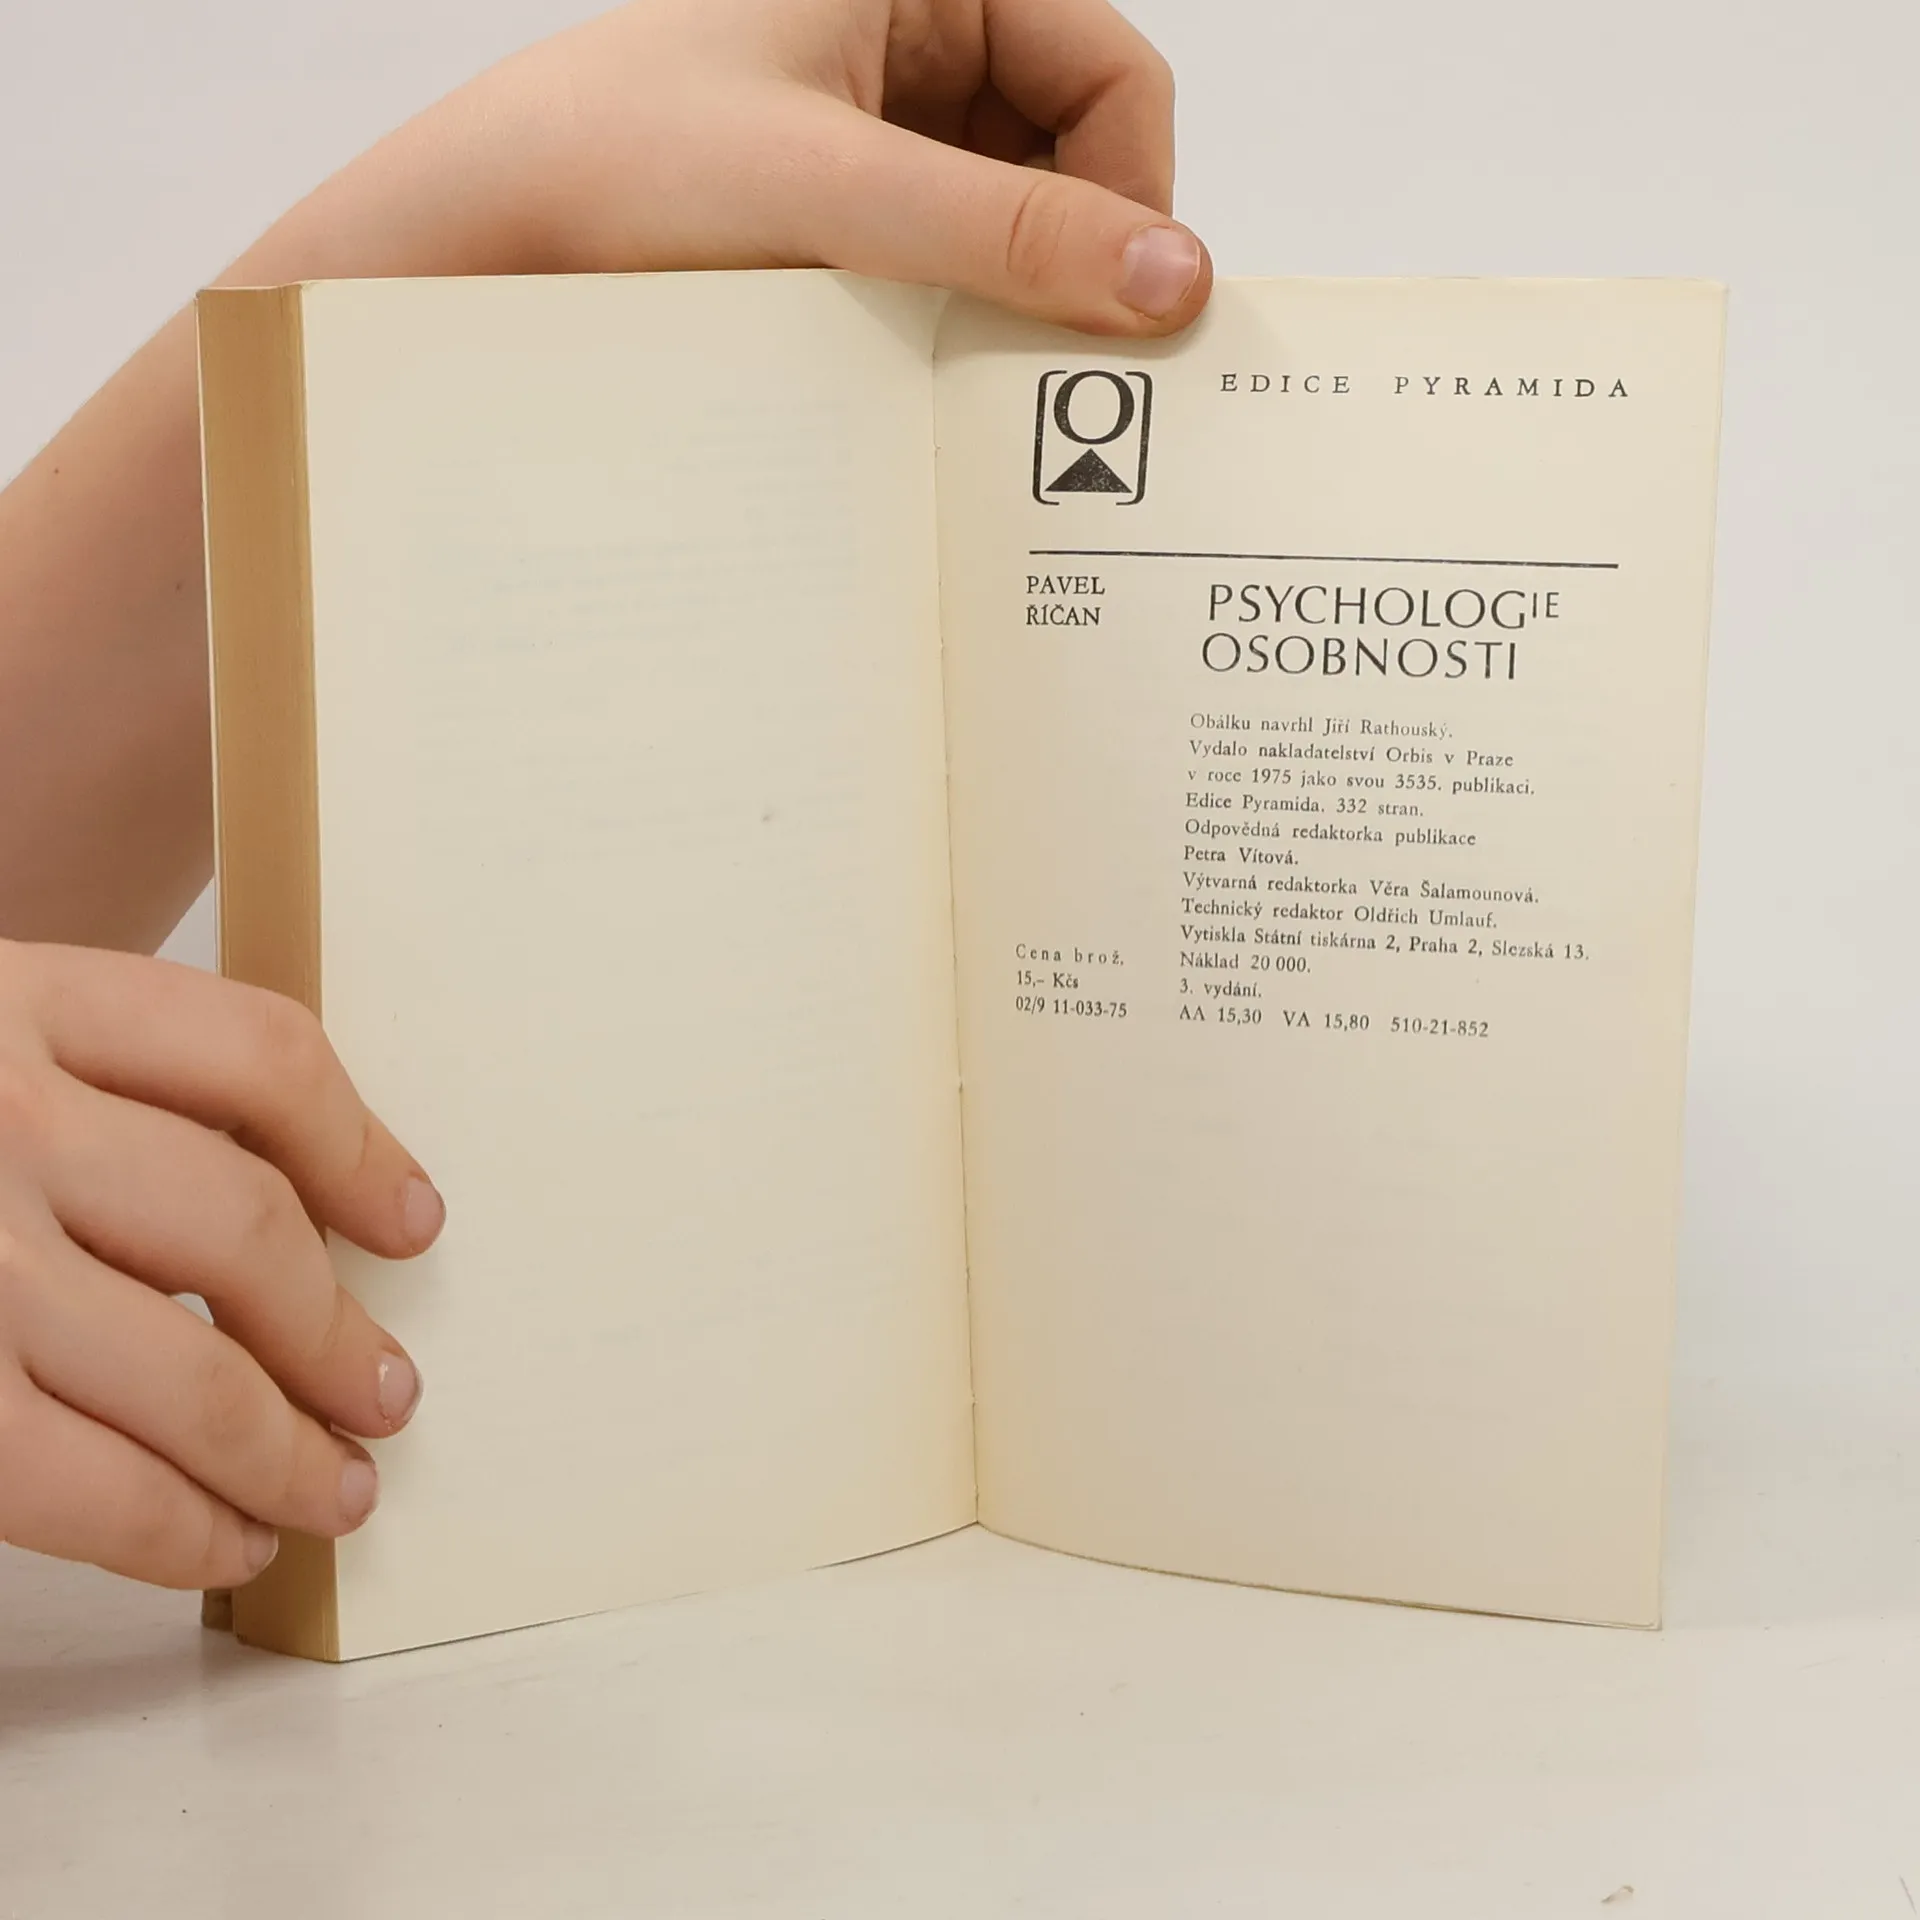 EDICE PYRAMIDA
PAVEL
ŘÍČAN
PSYCHOLOGIE
OSOBNOSTI
Obálku navrhl Jiří Rathouský.
Vydalo nakladatelství Orbis v Praze
v roce 1975 jako svou 3535. publikaci.
Edice Pyramida. 332 stran.
Odpovědná redaktorka publikace
Petra Vítová.
Výtvarná redaktorka Věra Šalamounová.
Technický redaktor Oldřich Umlauf.
Vytiskla Státní tiskárna 2, Praha 2, Slezská 13.
Náklad 20 000.
3. vydání.
AA 15,30 VA 15,80 510-21-852
Cena brož.
15,– Kčs
02/9 11-033-75